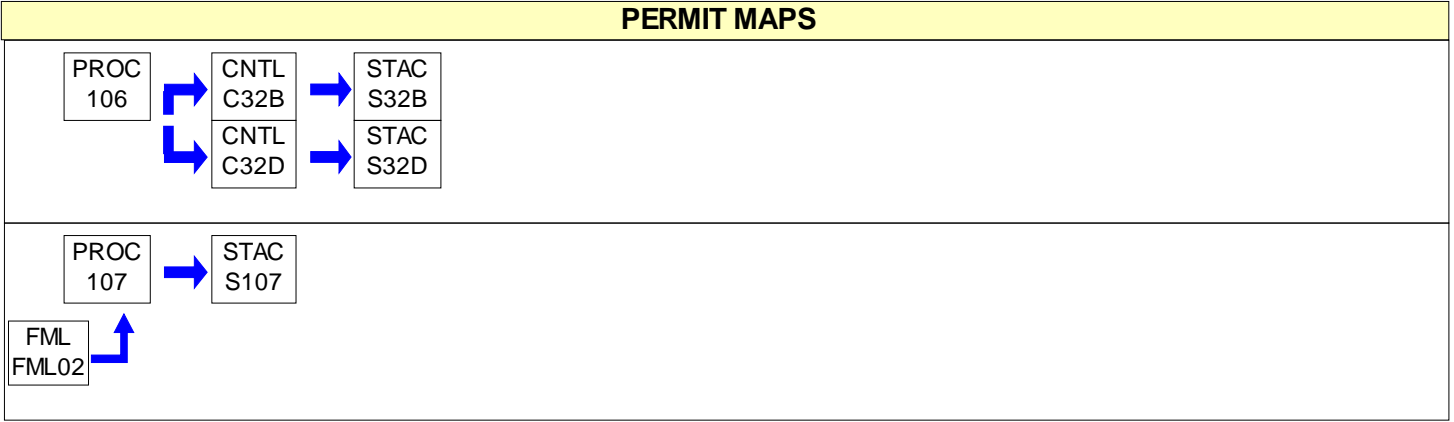 PERMIT MAPS
PROC
106
CNTL
C32B
STAC
S32B
CNTL
C32D
STAC
S32D
PROC
107
STAC
S107
FML
FML02